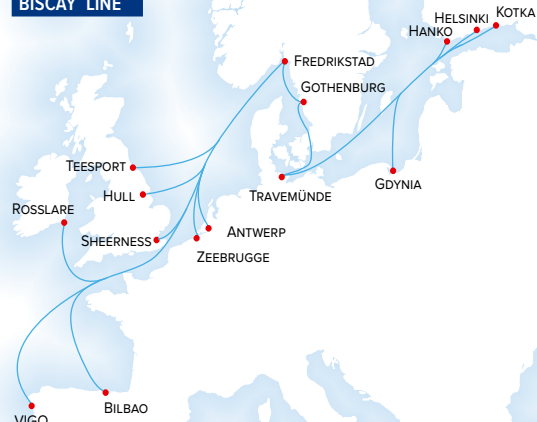 BISCAY LINE
KOTKA
HELSINKI
HANKO
FREDRIKSTAD
GOTHENBURG
TEESPORT
HULL
TRAVEMÜNDE
GDYNIA
ROSSLARE
SHEERNESS
ANTWERP
ZEEBRUGGE
BILBAO
VIGO